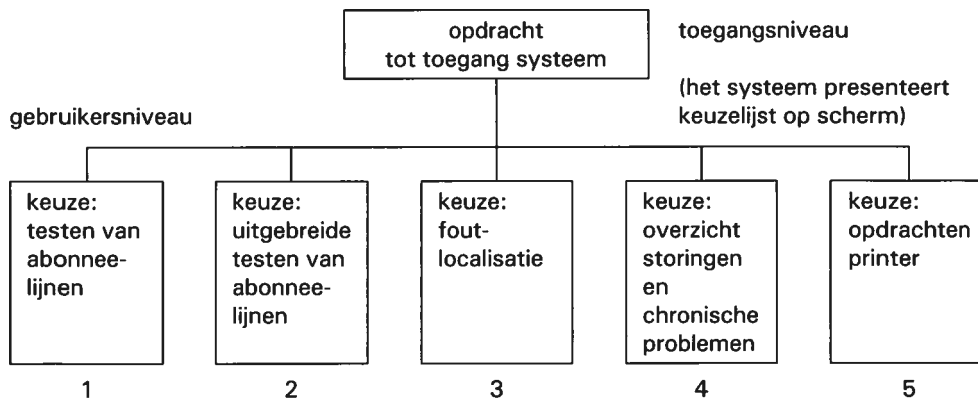 opdracht
tot toegang systeem
toegangsniveau
(het systeem presenteert
keuzelijst op scherm)
gebruikersniveau
keuze:
testen van
abonnee-
lijnen
1
keuze:
uitgebreide
testen van
abonnee-
lijnen
2
keuze:
fout-
localisatie
3
keuze:
overzicht
storingen
en
chronische
problemen
4
keuze:
opdrachten
printer
5